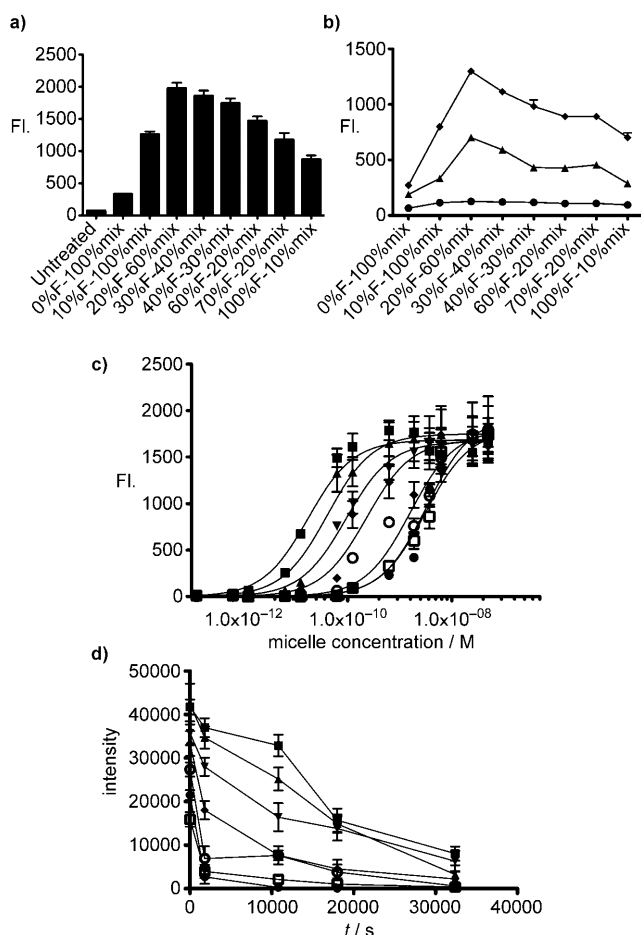 a)
Fl.
2500
2000
1500
1000
500
0
Untreated
0%F-100%mix
10%F-100%mix
20%F-60%mix
30%F-40%mix
40%F-30%mix
60%F-20%mix
70%F-20%mix
100%F-10%mix
b)
Fl.
1500
1000
500
0
0%F-100%mix
10%F-100%mix
20%F-60%mix
30%F-40%mix
40%F-30%mix
60%F-20%mix
70%F-20%mix
100%F-10%mix
c)
Fl.
2500
2000
1500
1000
500
0
1.0x10⁻¹²
1.0x10⁻¹⁰
1.0x10⁻⁰⁸
micelle concentration / M
d)
intensity
50000
40000
30000
20000
10000
0
0
10000
20000
30000
40000
t / s